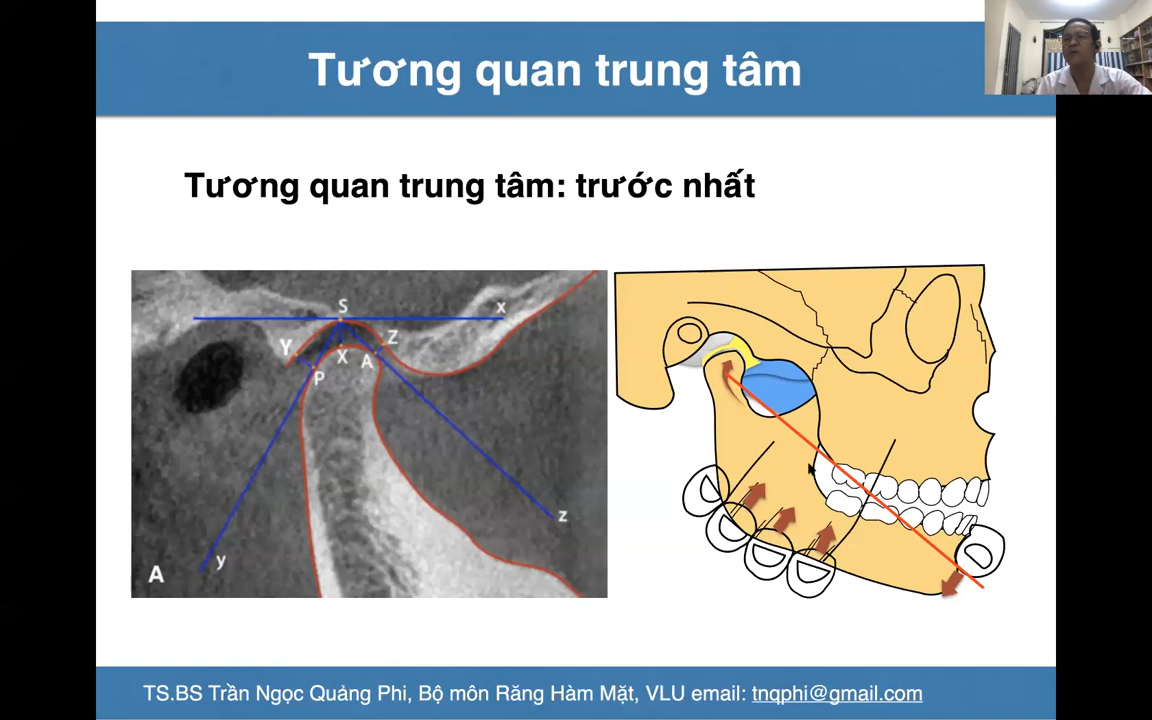 Tương quan trung tâm
Tương quan trung tâm: trước nhất
S
x
Z
Y
X
A
P
z
y
A
TS.BS Trần Ngọc Quảng Phi, Bộ môn Răng Hàm Mặt, VLU email: tnqphi@gmail.com